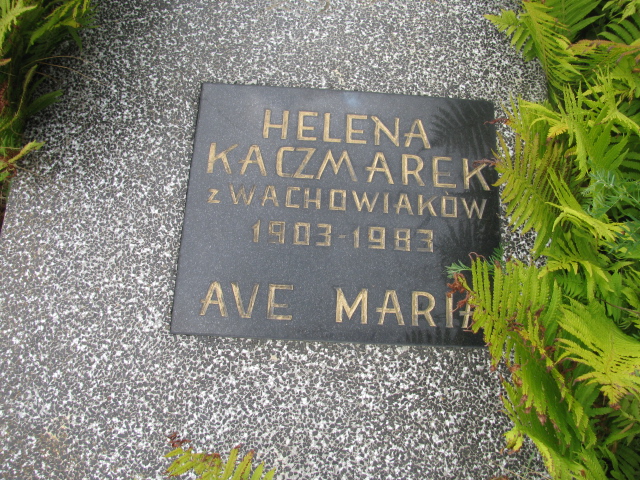 HELENA
KACZMAREK
z WACHOWIAKÓW
1903-1983
AVE MARIA